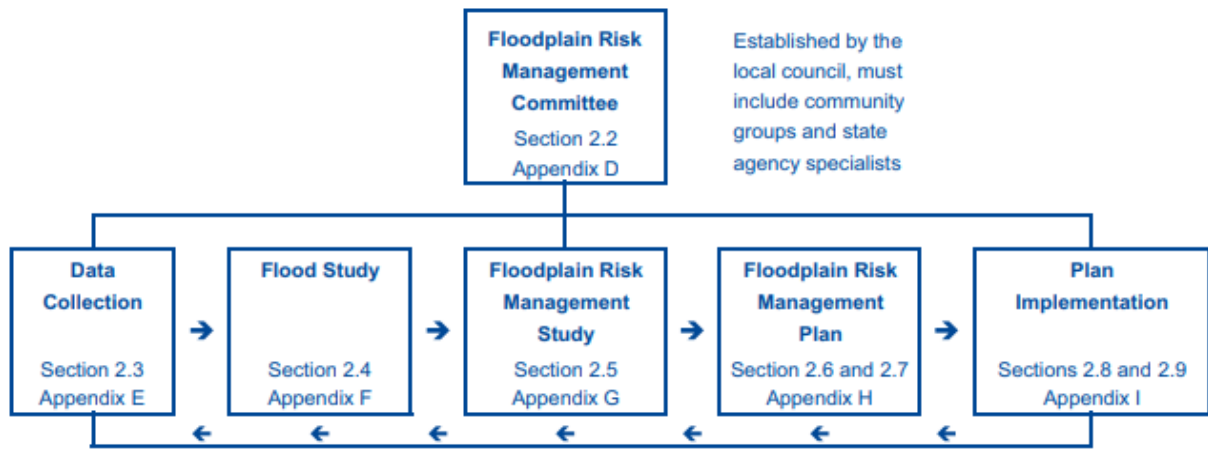 Floodplain Risk
Management
Committee
Section 2.2
Appendix D
Established by the
local council, must
include community
groups and state
agency specialists
Data
Collection
Section 2.3
Appendix E
Flood Study
Section 2.4
Appendix F
Floodplain Risk
Management
Study
Section 2.5
Appendix G
Floodplain Risk
Management
Plan
Section 2.6 and 2.7
Appendix H
Plan
Implementation
Sections 2.8 and 2.9
Appendix I